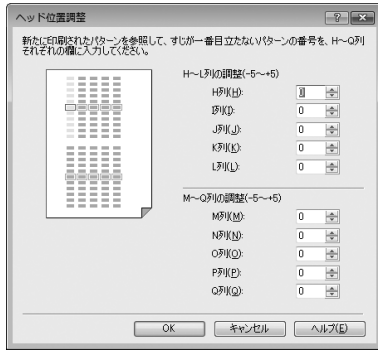 ヘッド位置調整
新たに印刷されたパターンを参照して、すじが一番目立たないパターンの番号を、H～Q列
それぞれの欄に入力してください。
H～L列の調整(-5～+5)
H列(H): 0
I列(I): 0
J列(J): 0
K列(K): 0
L列(L): 0
M～Q列の調整(-5～+5)
M列(M): 0
N列(N): 0
O列(O): 0
P列(P): 0
Q列(Q): 0
OK キャンセル ヘルプ(E)